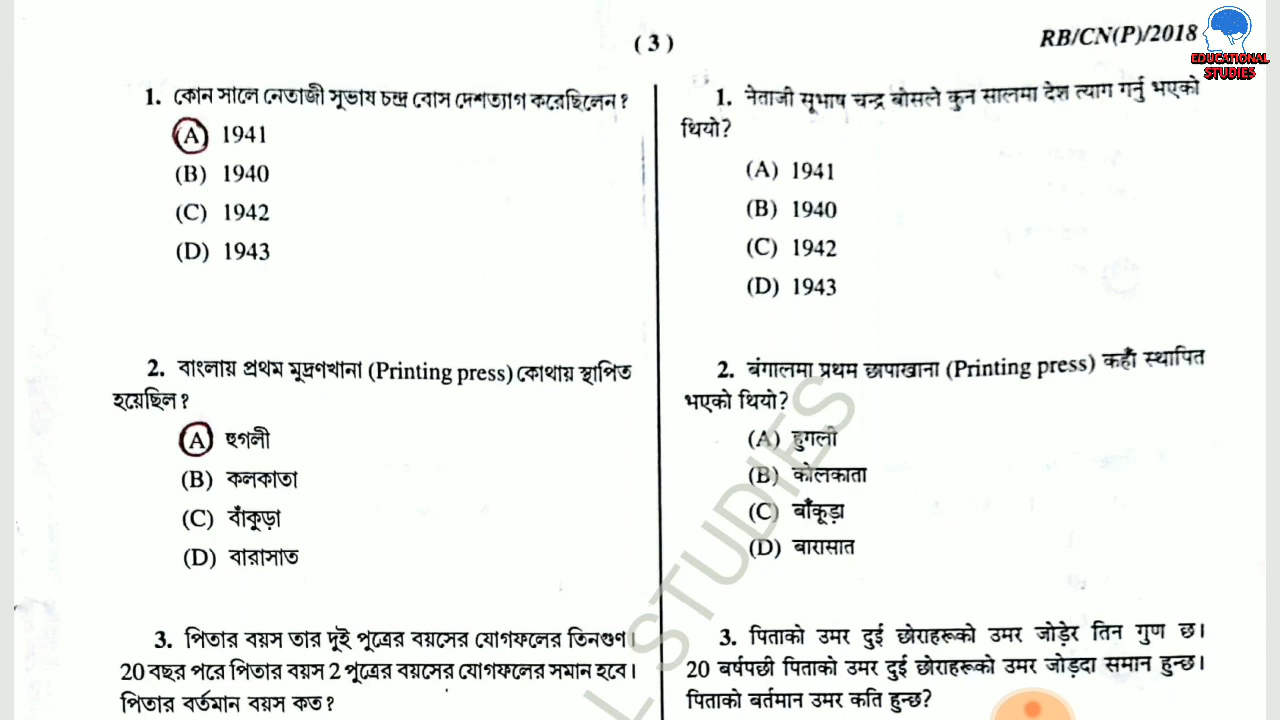 ( 3 )
RB/CN(P)/2018
EDUCATIONAL
STUDIES
1. কোন সালে নেতাজী সুভাষ চন্দ্র বোস দেশত্যাগ করেছিলেন ?
(A) 1941
(B) 1940
(C) 1942
(D) 1943
2. বাংলায় প্রথম মুদ্রণখানা (Printing press) কোথায় স্থাপিত
হয়েছিল ?
(A) হুগলী
(B) কলকাতা
(C) বাঁকুড়া
(D) বারাসাত
3. পিতার বয়স তার দুই পুত্রের বয়সের যোগফলের তিনগুণ।
20 বছর পরে পিতার বয়স 2 পুত্রের বয়সের যোগফলের সমান হবে।
পিতার বর্তমান বয়স কত ?
1. नेताजी सूभाष चन्द्र बोसले कुन सालमा देश त्याग गर्नु भएको
थियो?
(A) 1941
(B) 1940
(C) 1942
(D) 1943
2. बंगालमा प्रथम छापाखाना (Printing press) कहाँ स्थापित
भएको थियो?
(A) हुगली
(B) कोलकाता
(C) बाँकूड़ा
(D) बारासात
3. पिताको उमर दुई छोराहरूको उमर जोड़ेर तिन गुण छ।
20 बर्षपछी पिताको उमर दुई छोराहरूको उमर जोड़दा समान हुन्छ।
पिताको बर्तमान उमर कति हुन्छ?
L STUDIES